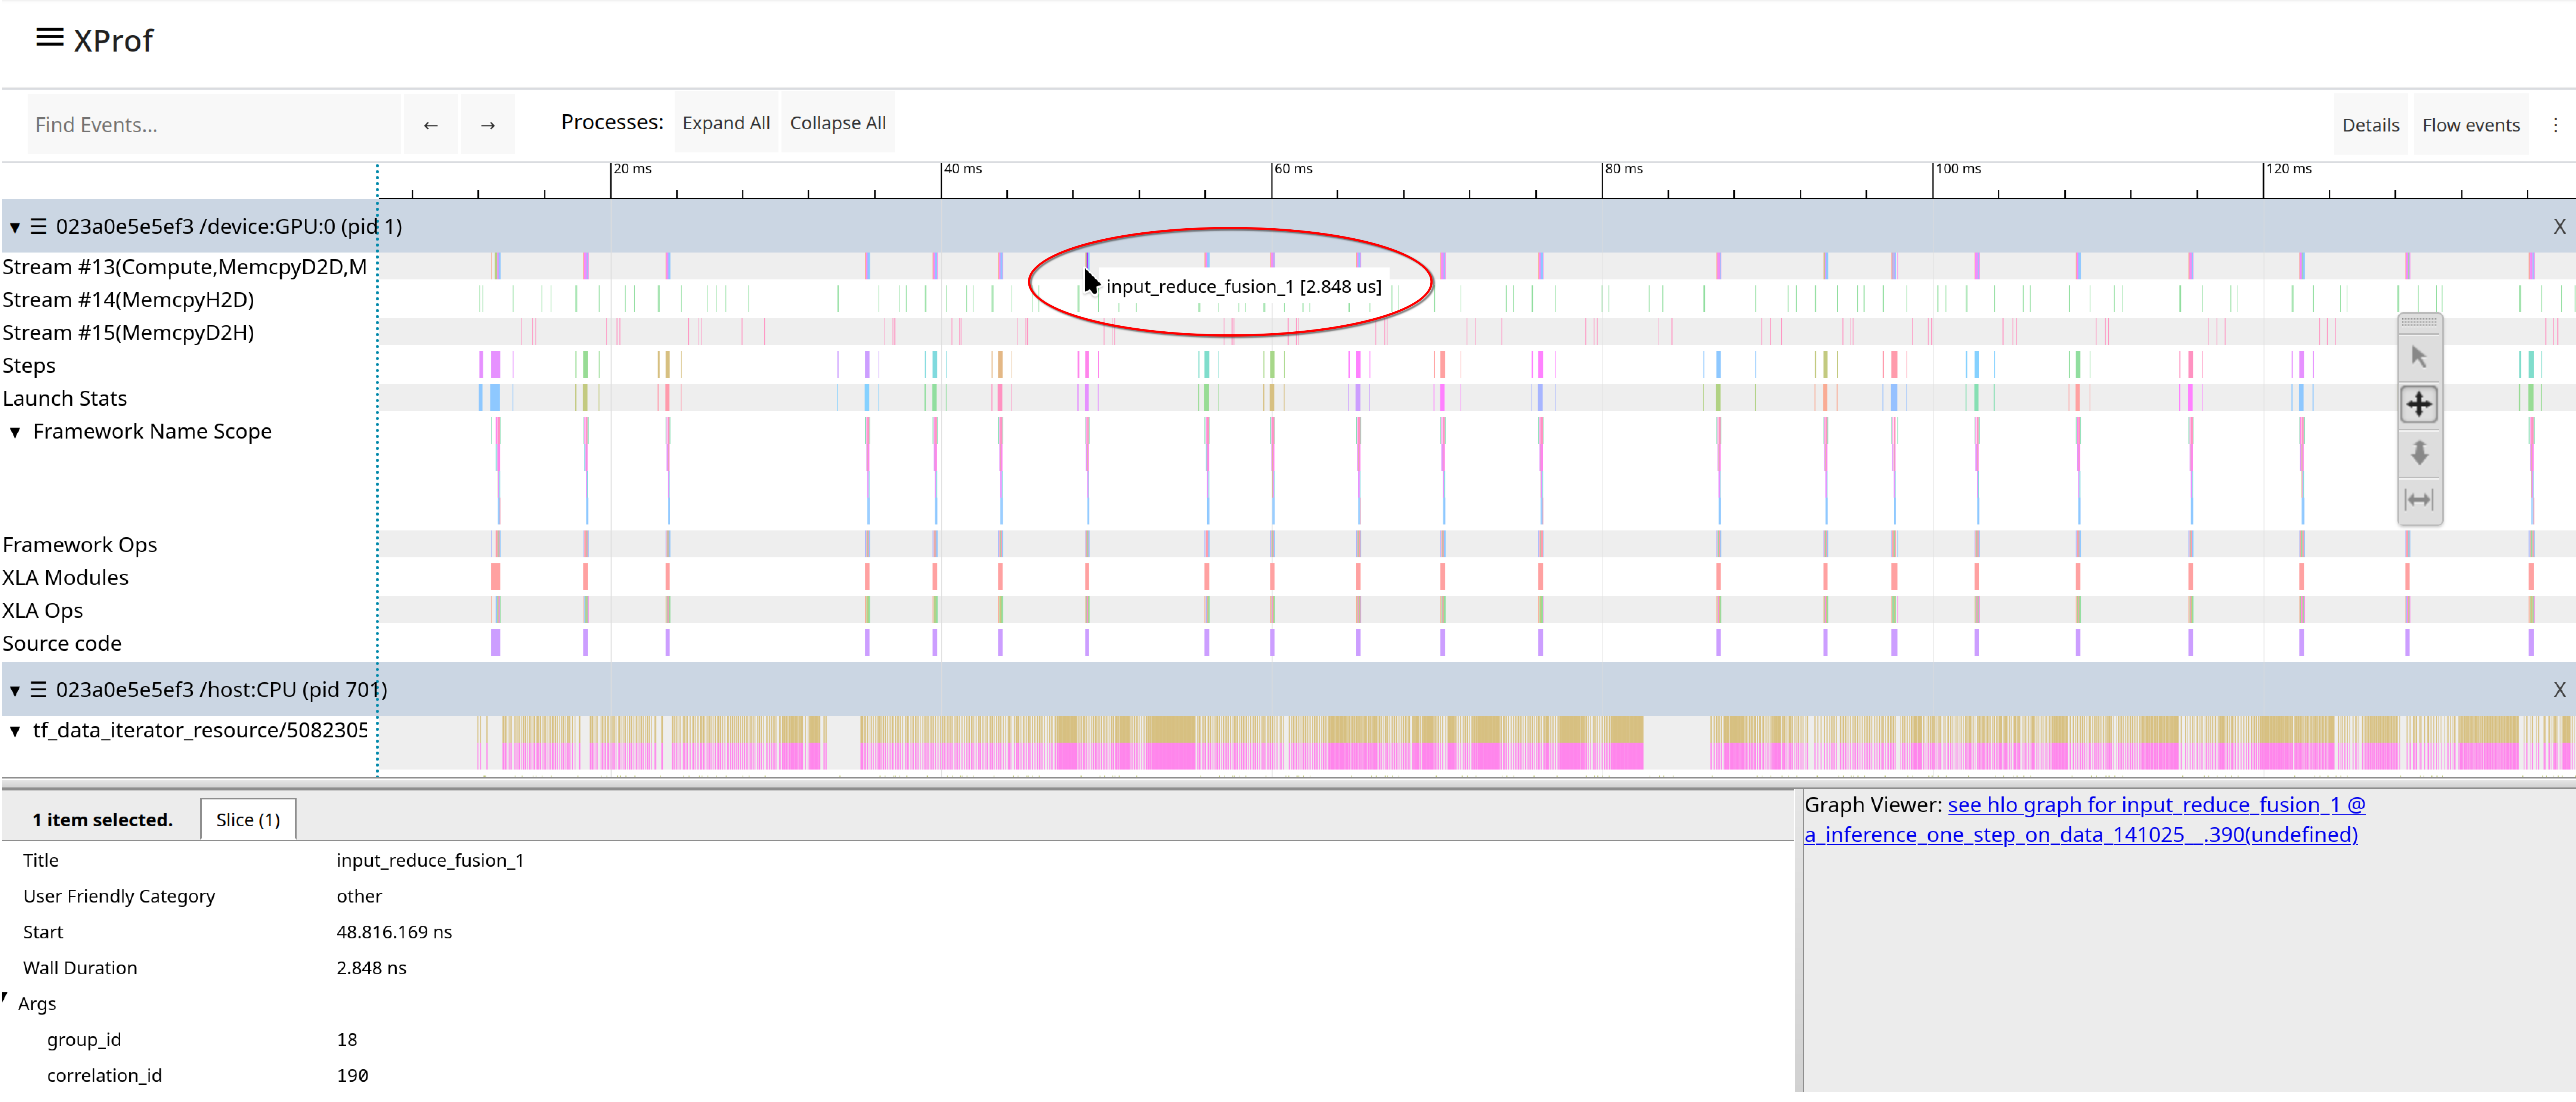 XProf
Find Events...
←
→
Processes:
Expand All
Collapse All
Details
Flow events
20 ms
40 ms
60 ms
80 ms
100 ms
120 ms
023a0e5e5ef3 /device:GPU:0 (pid 1)
X
Stream #13(Compute,MemcpyD2D,M
input_reduce_fusion_1 [2.848 us]
Stream #14(MemcpyH2D)
Stream #15(MemcpyD2H)
Steps
Launch Stats
Framework Name Scope
Framework Ops
XLA Modules
XLA Ops
Source code
023a0e5e5ef3 /host:CPU (pid 701)
X
tf_data_iterator_resource/5082305
1 item selected.
Slice (1)
Title input_reduce_fusion_1
User Friendly Category other
Start 48.816.169 ns
Wall Duration 2.848 ns
Args
group_id 18
correlation_id 190
Graph Viewer: see hlo graph for input_reduce_fusion_1 @
a_inference_one_step_on_data_141025__.390(undefined)